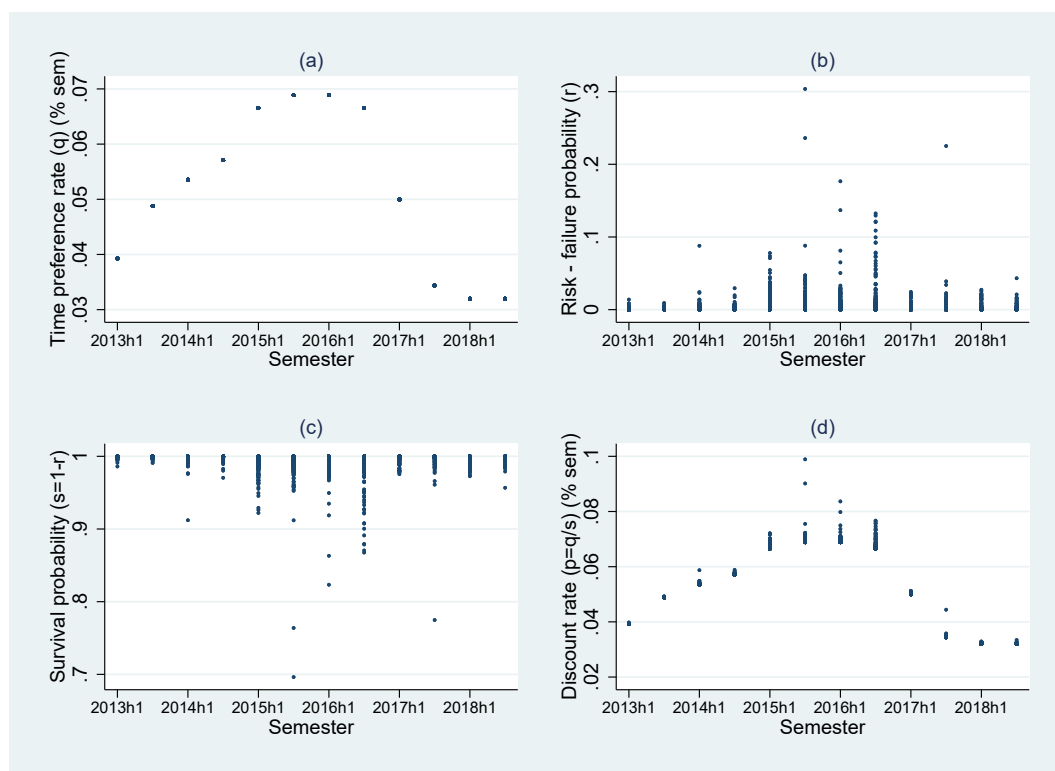 (a)
Time preference rate (q) (% sem)
.07
.06
.05
.04
.03
2013h1 2014h1 2015h1 2016h1 2017h1 2018h1
Semester
(b)
Risk - failure probability (r)
.3
.2
.1
0
2013h1 2014h1 2015h1 2016h1 2017h1 2018h1
Semester
(c)
Survival probability (s=1-r)
1
.9
.8
.7
2013h1 2014h1 2015h1 2016h1 2017h1 2018h1
Semester
(d)
Discount rate (p=q/s) (% sem)
.1
.08
.06
.04
.02
2013h1 2014h1 2015h1 2016h1 2017h1 2018h1
Semester